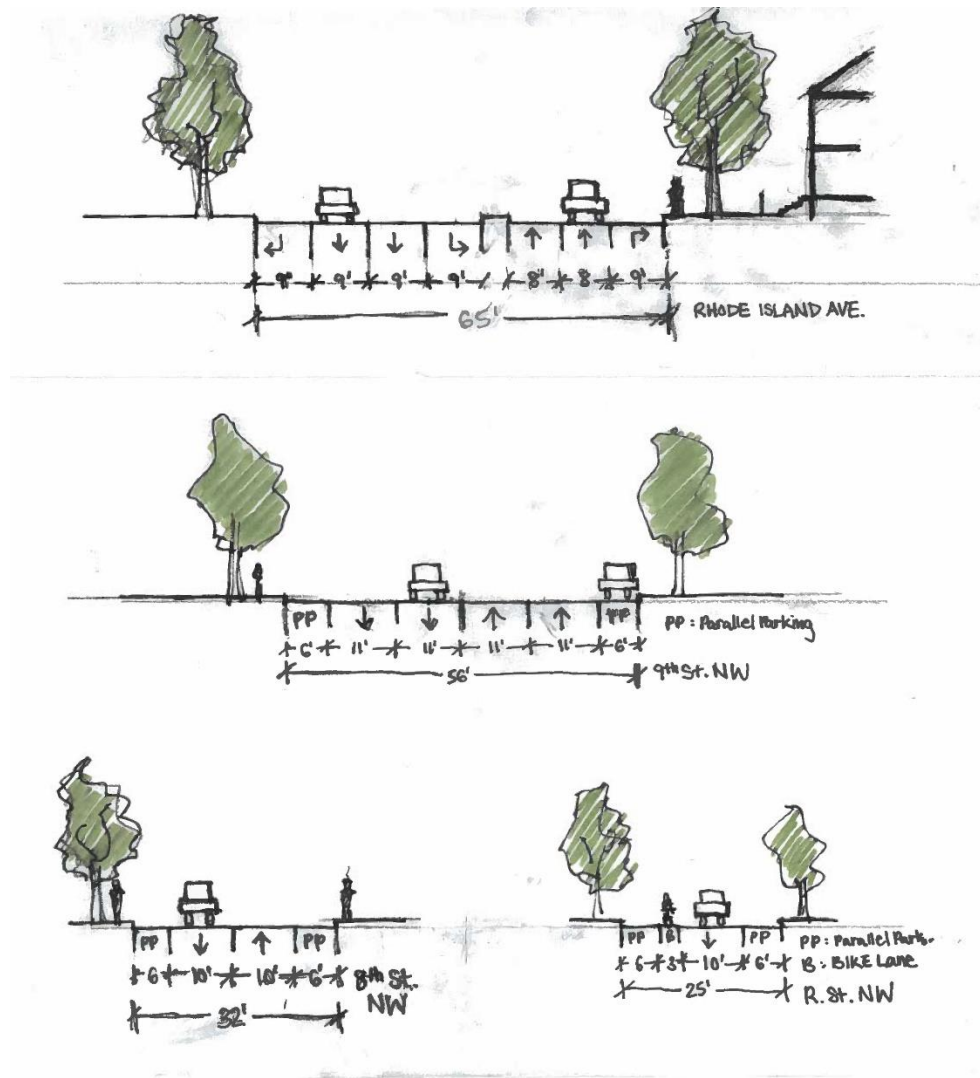 9' 9' 9' 9' 8' 8 9'
65'
RHODE ISLAND AVE.
PP PP
PP : Parallel Parking
6' 11' 11' 11' 11' 6'
56'
9th St. NW
PP PP
6 10' 10' 6'
8th St.
NW
32'
PP B PP
PP : Parallel Park.
6 3 10' 6'
B : BIKE Lane
25'
R. St. NW